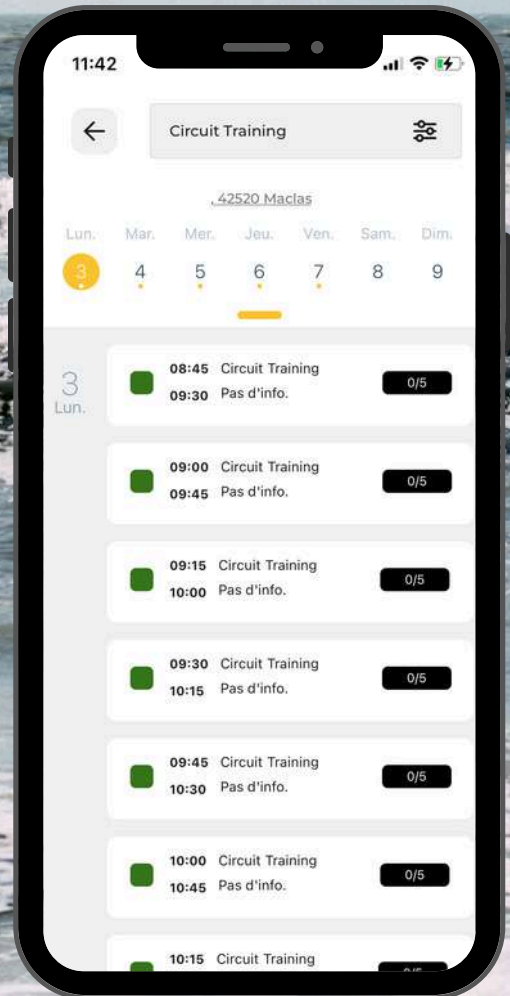 11:42
Circuit Training
, 42520 Maclas
Lun. Mar. Mer. Jeu. Ven. Sam. Dim.
3 4 5 6 7 8 9
3
Lun.
08:45 Circuit Training
09:30 Pas d'info.
0/5
09:00 Circuit Training
09:45 Pas d'info.
0/5
09:15 Circuit Training
10:00 Pas d'info.
0/5
09:30 Circuit Training
10:15 Pas d'info.
0/5
09:45 Circuit Training
10:30 Pas d'info.
0/5
10:00 Circuit Training
10:45 Pas d'info.
0/5
10:15 Circuit Training